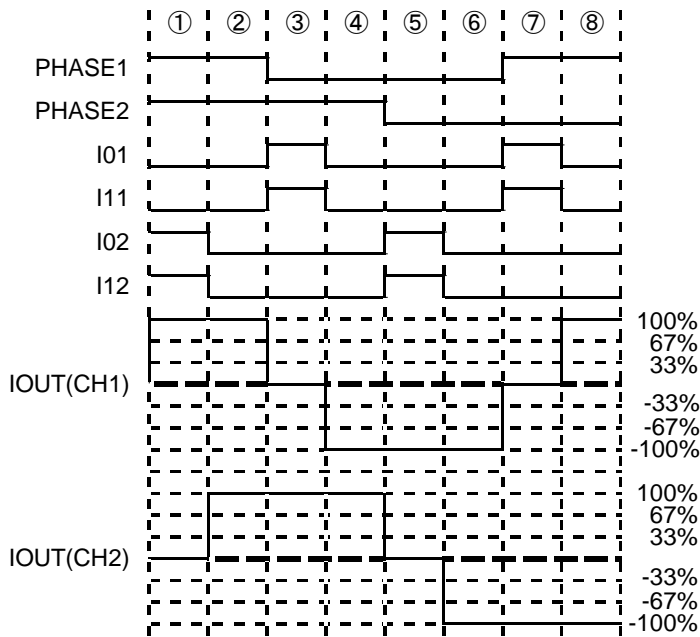 ① ② ③ ④ ⑤ ⑥ ⑦ ⑧
PHASE1
PHASE2
I01
I11
I02
I12
IOUT(CH1)
100%
67%
33%
-33%
-67%
-100%
IOUT(CH2)
100%
67%
33%
-33%
-67%
-100%